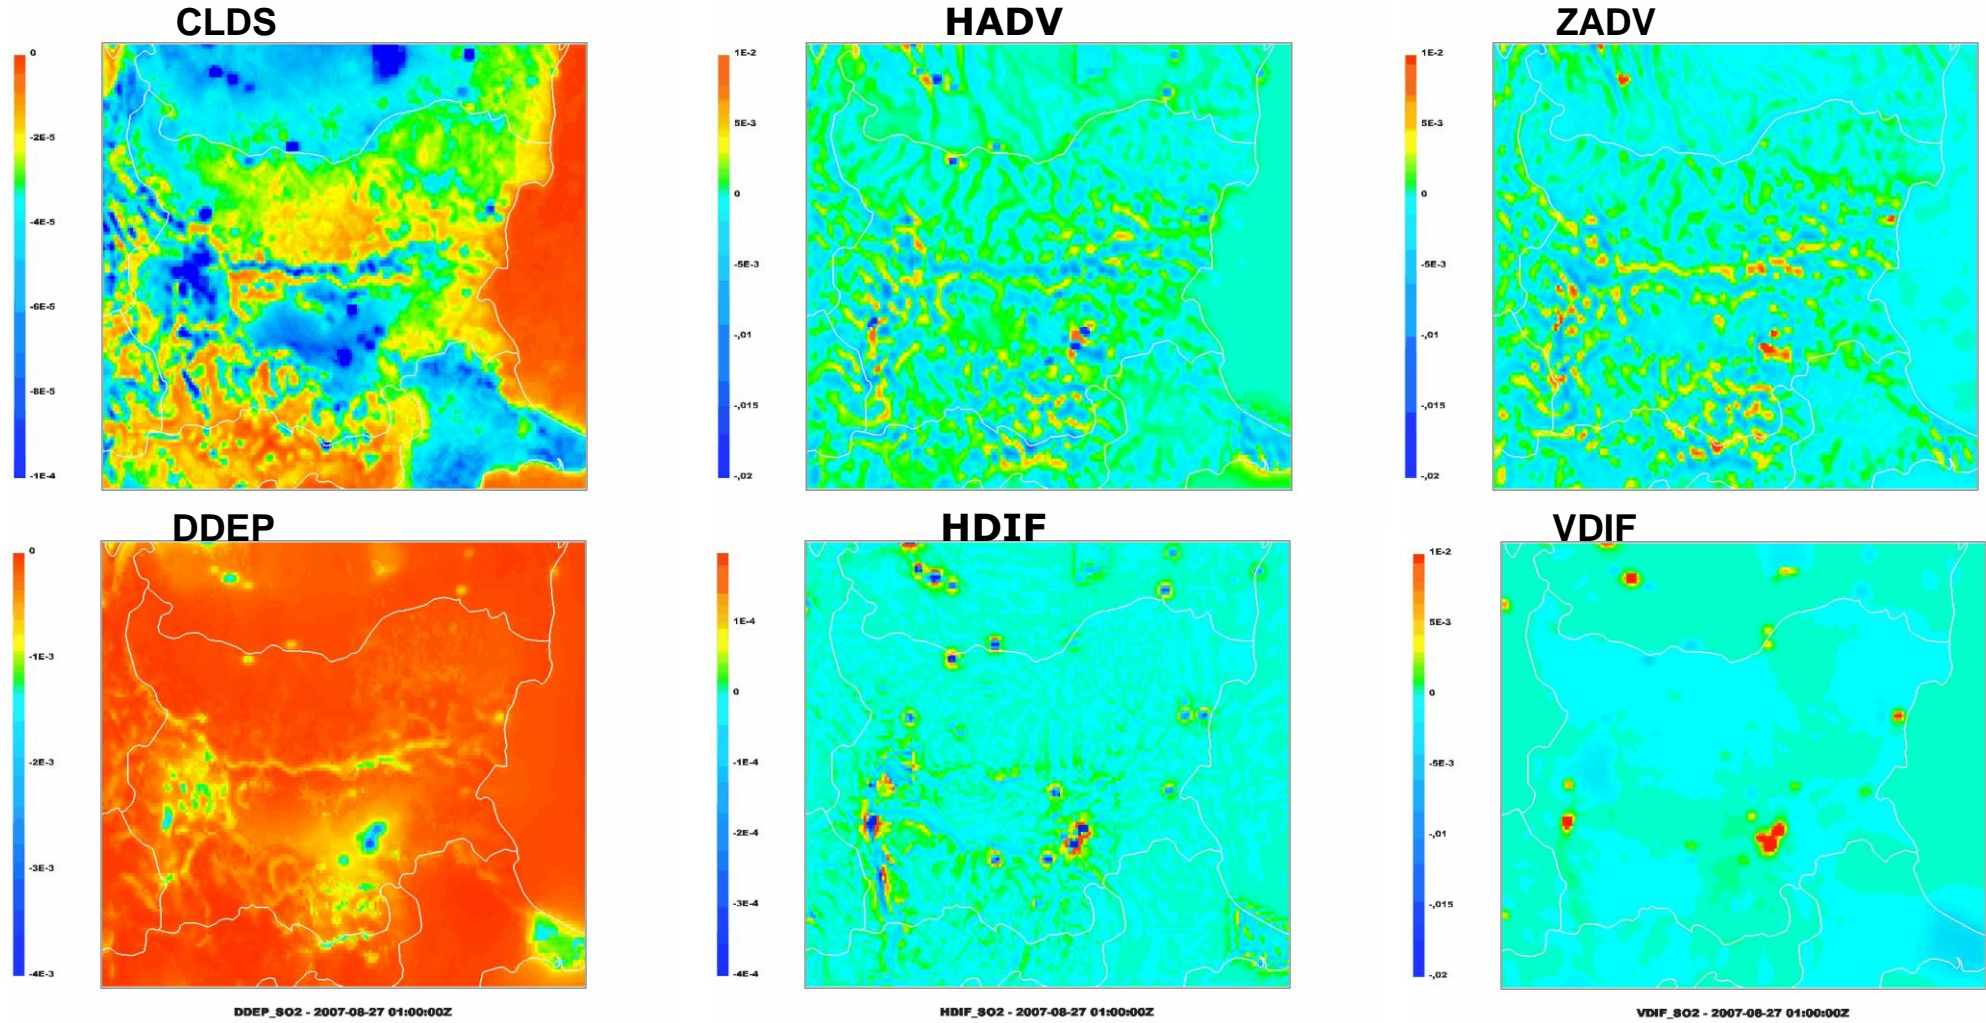 CLDS
HADV
ZADV
0
-2E-5
-4E-5
-6E-5
-8E-5
-1E-4
1E-2
5E-3
0
-5E-3
-,01
-,015
-,02
1E-2
5E-3
0
-5E-3
-,01
-,015
-,02
DDEP
HDIF
VDIF
0
-1E-3
-2E-3
-3E-3
-4E-3
1E-4
0
-1E-4
-2E-4
-3E-4
-4E-4
1E-2
5E-3
0
-5E-3
-,01
-,015
-,02
DDEP_SO2 - 2007-08-27 01:00:00Z
HDIF_SO2 - 2007-08-27 01:00:00Z
VDIF_SO2 - 2007-08-27 01:00:00Z